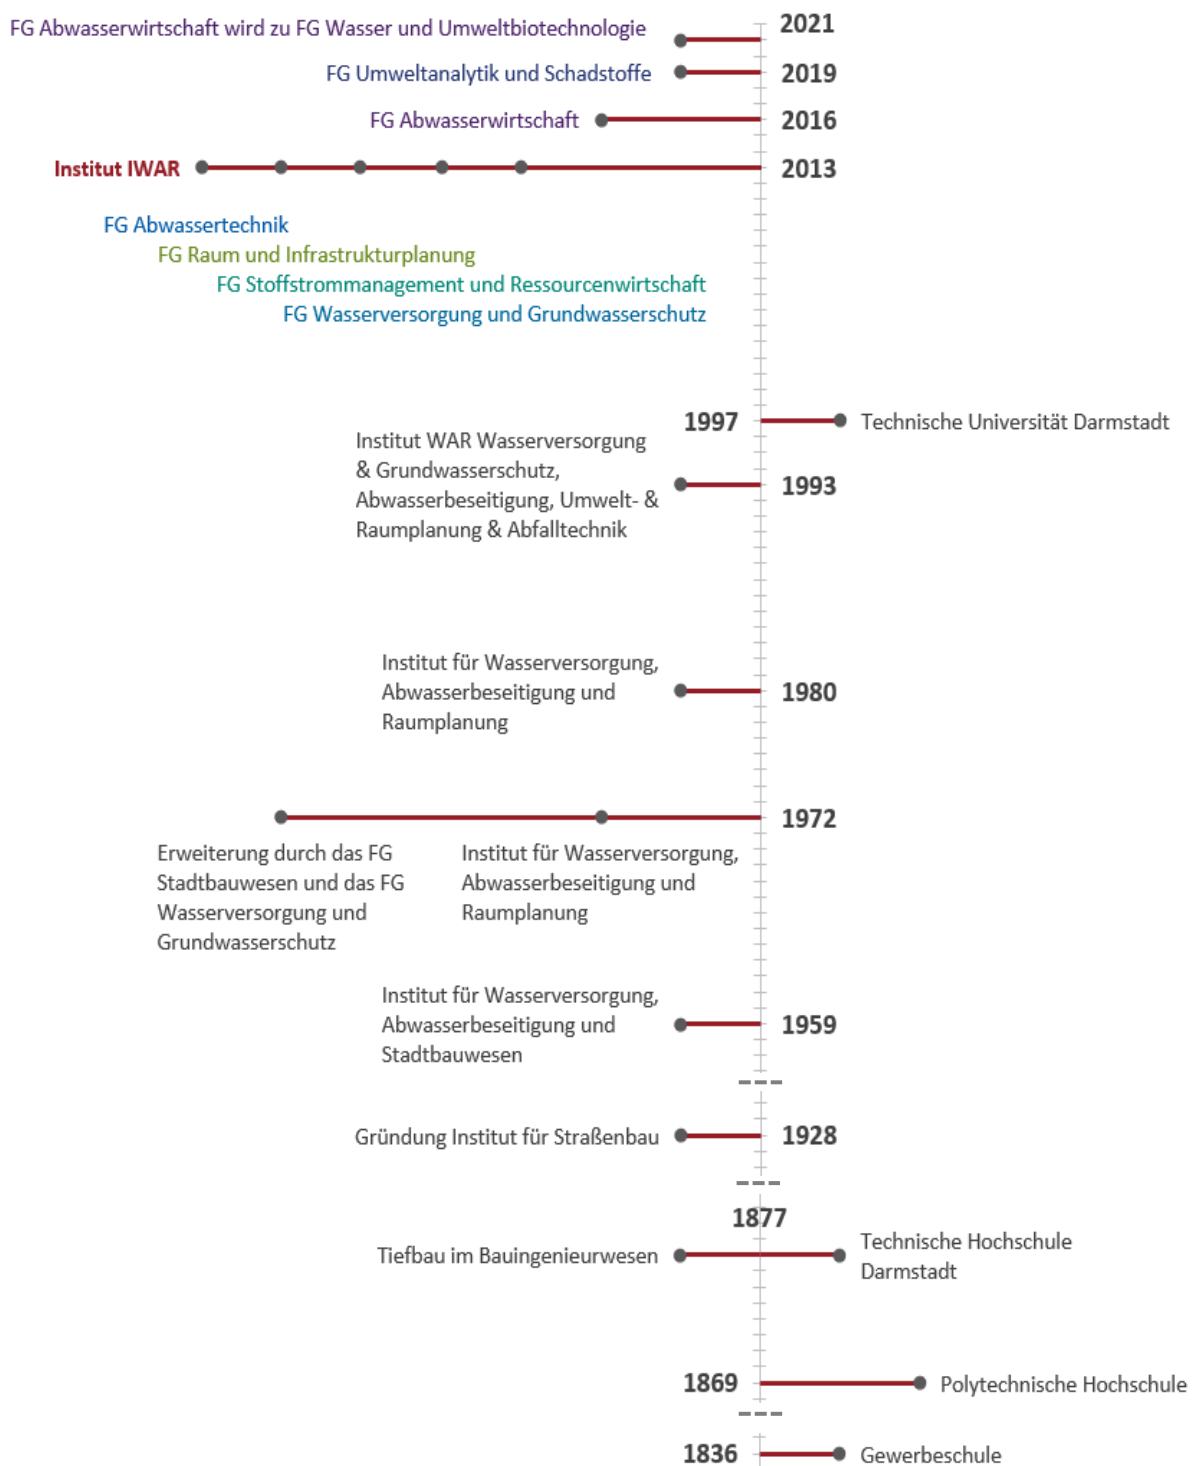 FG Abwasserwirtschaft wird zu FG Wasser und Umweltbiotechnologie
2021
FG Umweltanalytik und Schadstoffe
2019
FG Abwasserwirtschaft
2016
Institut IWAR
2013
FG Abwassertechnik
FG Raum und Infrastrukturplanung
FG Stoffstrommanagement und Ressourcenwirtschaft
FG Wasserversorgung und Grundwasserschutz
1997
Technische Universität Darmstadt
Institut WAR Wasserversorgung
& Grundwasserschutz,
Abwasserbeseitigung, Umwelt- &
Raumplanung & Abfalltechnik
1993
Institut für Wasserversorgung,
Abwasserbeseitigung und
Raumplanung
1980
1972
Erweiterung durch das FG
Stadtbauwesen und das FG
Wasserversorgung und
Grundwasserschutz
Institut für Wasserversorgung,
Abwasserbeseitigung und
Raumplanung
Institut für Wasserversorgung,
Abwasserbeseitigung und
Stadtbauwesen
1959
Gründung Institut für Straßenbau
1928
1877
Tiefbau im Bauingenieurwesen
Technische Hochschule
Darmstadt
1869
Polytechnische Hochschule
1836
Gewerbeschule